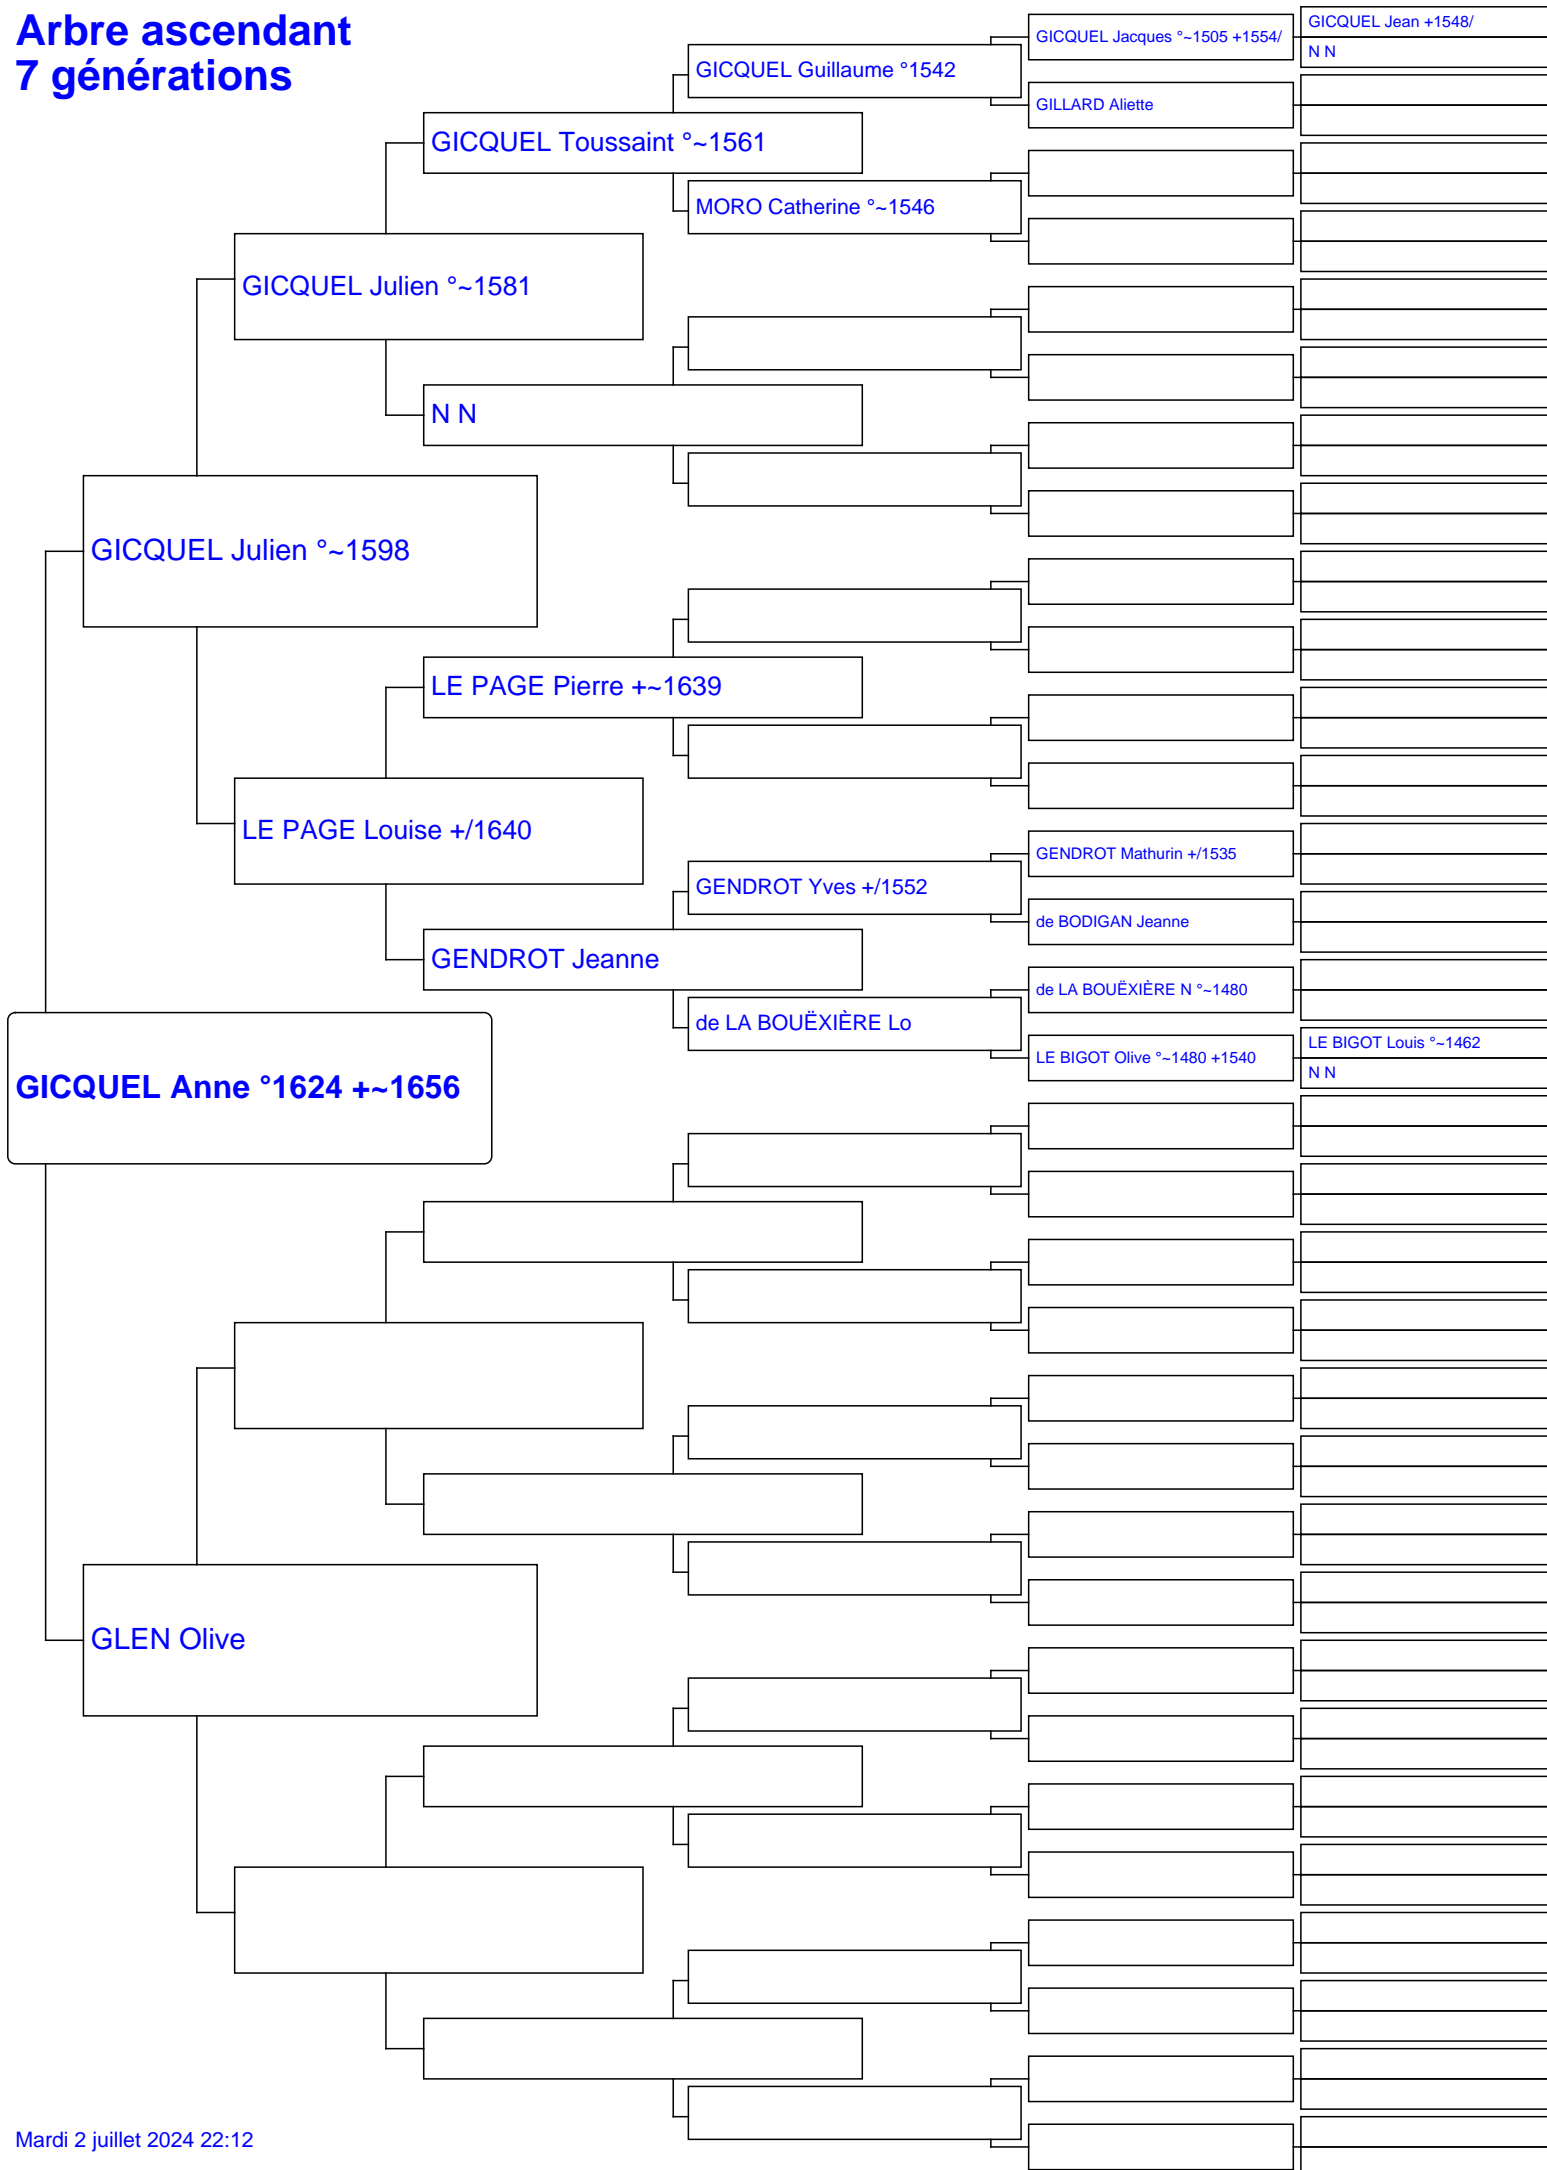 Arbre ascendant
7 générations
GICQUEL Jean +1548/
GICQUEL Jacques °~1505 +1554/
N N
GICQUEL Guillaume °1542
GILLARD Aliette
GICQUEL Toussaint °~1561
MORO Catherine °~1546
GICQUEL Julien °~1581
N N
GICQUEL Julien °~1598
LE PAGE Pierre +~1639
LE PAGE Louise +/1640
GENDROT Mathurin +/1535
GENDROT Yves +/1552
de BODIGAN Jeanne
GENDROT Jeanne
de LA BOUËXIÈRE N °~1480
de LA BOUËXIÈRE Lo
LE BIGOT Louis °~1462
LE BIGOT Olive °~1480 +1540
N N
GICQUEL Anne °1624 +~1656
GLEN Olive
Mardi 2 juillet 2024 22:12